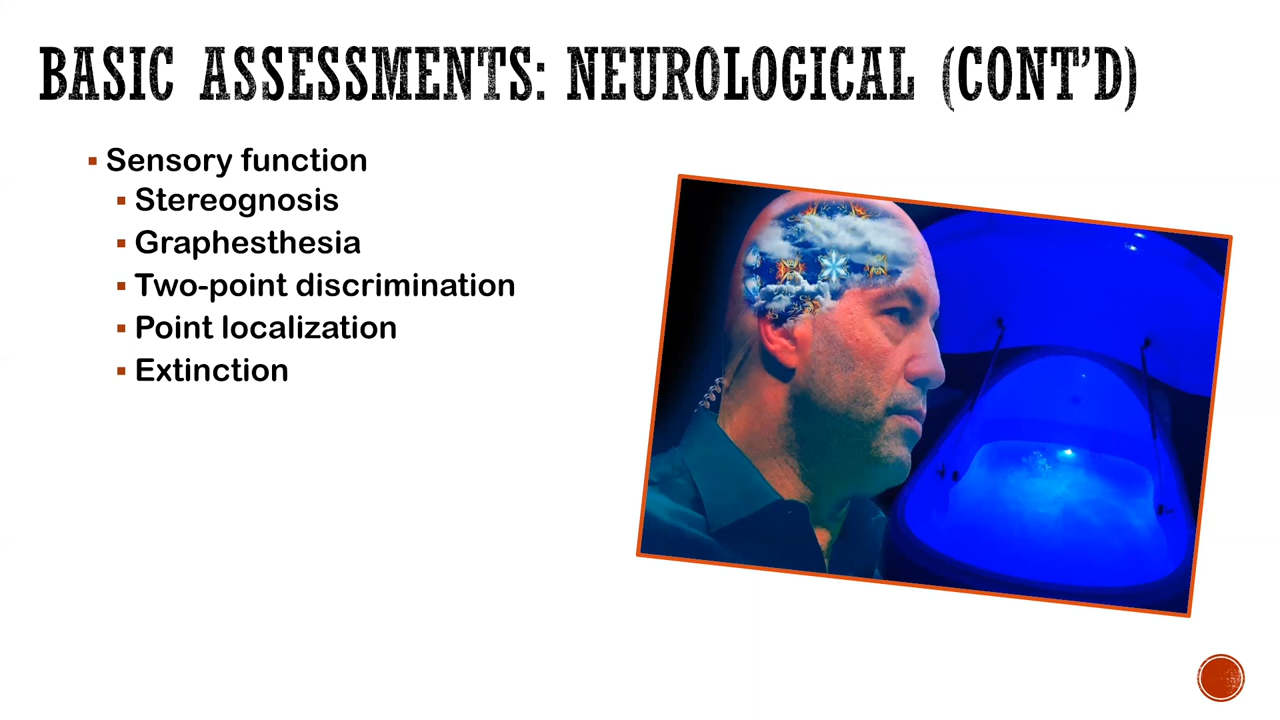 BASIC ASSESSMENTS: NEUROLOGICAL (CONT'D)
Sensory function
Stereognosis
Graphesthesia
Two-point discrimination
Point localization
Extinction